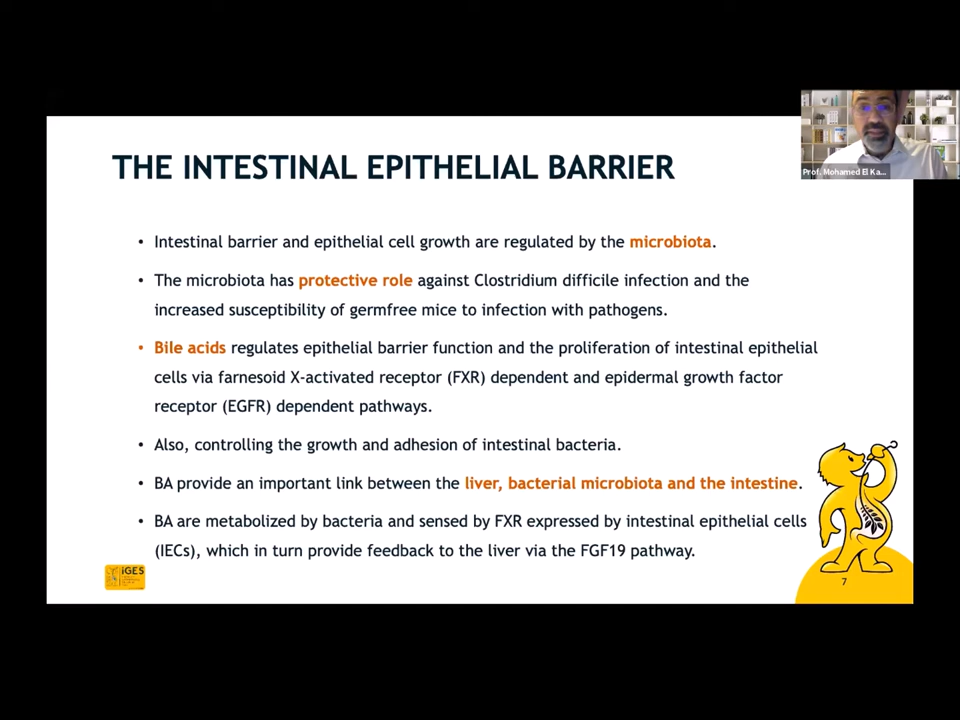 THE INTESTINAL EPITHELIAL BARRIER
Prof. Mohamed El Ka...
• Intestinal barrier and epithelial cell growth are regulated by the microbiota.
• The microbiota has protective role against Clostridium difficile infection and the
increased susceptibility of germfree mice to infection with pathogens.
• Bile acids regulates epithelial barrier function and the proliferation of intestinal epithelial
cells via farnesoid X-activated receptor (FXR) dependent and epidermal growth factor
receptor (EGFR) dependent pathways.
• Also, controlling the growth and adhesion of intestinal bacteria.
• BA provide an important link between the liver, bacterial microbiota and the intestine.
• BA are metabolized by bacteria and sensed by FXR expressed by intestinal epithelial cells
(IECs), which in turn provide feedback to the liver via the FGF19 pathway.
iGES
7